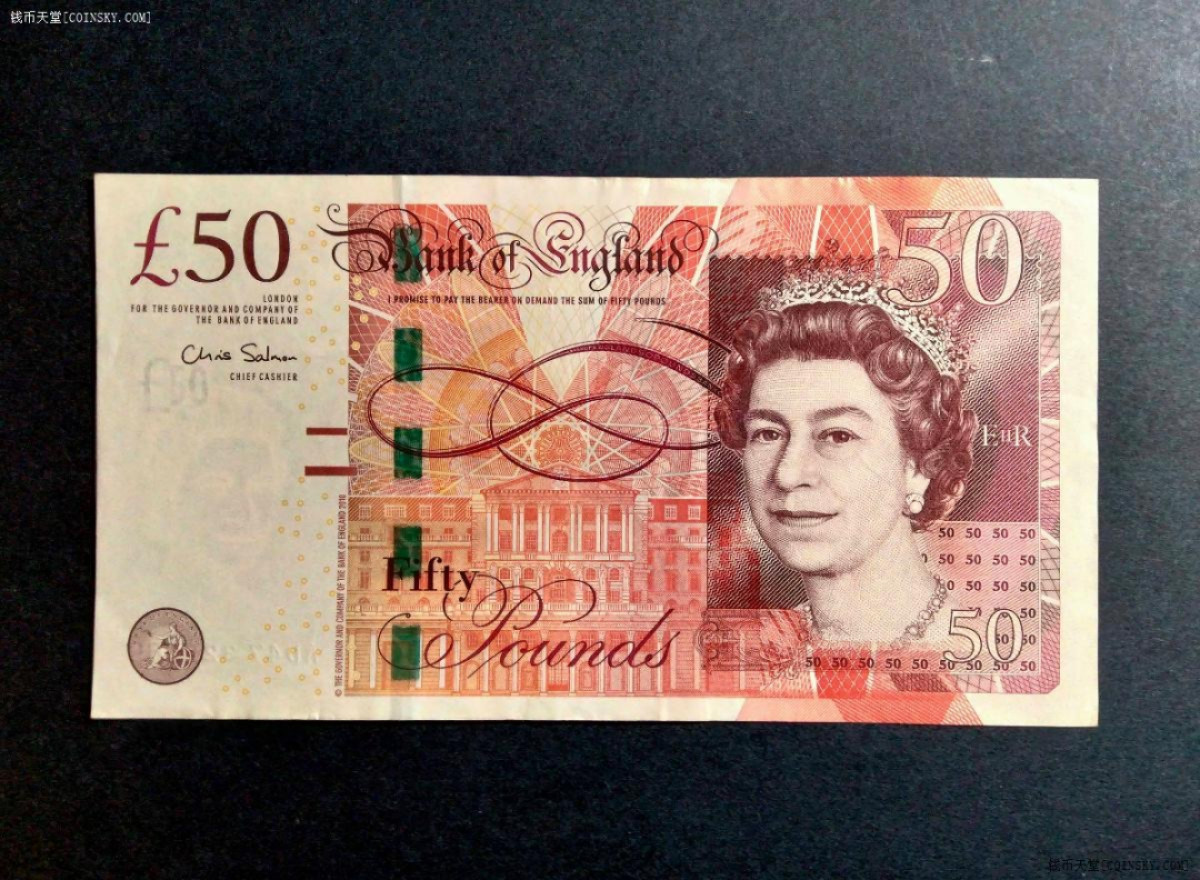 钱币天堂[COINSKY.COM]
£50
LONDON
FOR THE GOVERNOR AND COMPANY OF
THE BANK OF ENGLAND
Chris Salmon
CHIEF CASHIER
Bank of England
I PROMISE TO PAY THE BEARER ON DEMAND THE SUM OF FIFTY POUNDS
50
EIIR
50 50 50 50
50 50 50 50
50 50 50 50
50
50
50 50 50 50 50 50 50 50 50
Fifty
Pounds
© THE GOVERNOR AND COMPANY OF THE BANK OF ENGLAND 2010
£50
钱币天堂[COINSKY.COM]